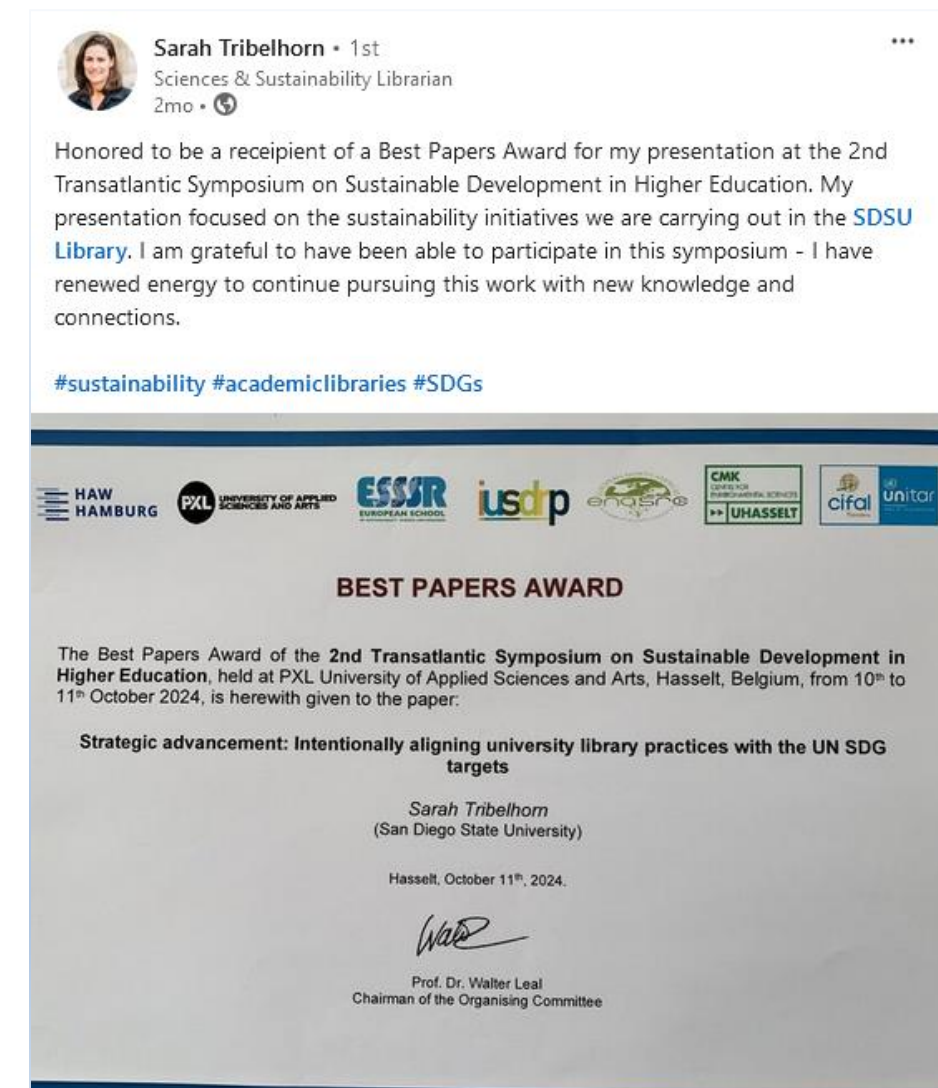 Sarah Tribelhorn • 1st
Sciences & Sustainability Librarian
2mo •
Honored to be a receipient of a Best Papers Award for my presentation at the 2nd
Transatlantic Symposium on Sustainable Development in Higher Education. My
presentation focused on the sustainability initiatives we are carrying out in the SDSU
Library. I am grateful to have been able to participate in this symposium - I have
renewed energy to continue pursuing this work with new knowledge and
connections.
#sustainability #academiclibraries #SDGs
HAW
HAMBURG
PXL UNIVERSITY OF APPLIED
SCIENCES AND ARTS
ESSSR
EUROPEAN SCHOOL
iusdrp
CMK
CENTRE FOR
ENVIRONMENTAL SCIENCES
UHASSELT
cifal
unitar
BEST PAPERS AWARD
The Best Papers Award of the 2nd Transatlantic Symposium on Sustainable Development in
Higher Education, held at PXL University of Applied Sciences and Arts, Hasselt, Belgium, from 10th to
11th October 2024, is herewith given to the paper:
Strategic advancement: Intentionally aligning university library practices with the UN SDG
targets
Sarah Tribelhorn
(San Diego State University)
Hasselt, October 11th, 2024.
Prof. Dr. Walter Leal
Chairman of the Organising Committee